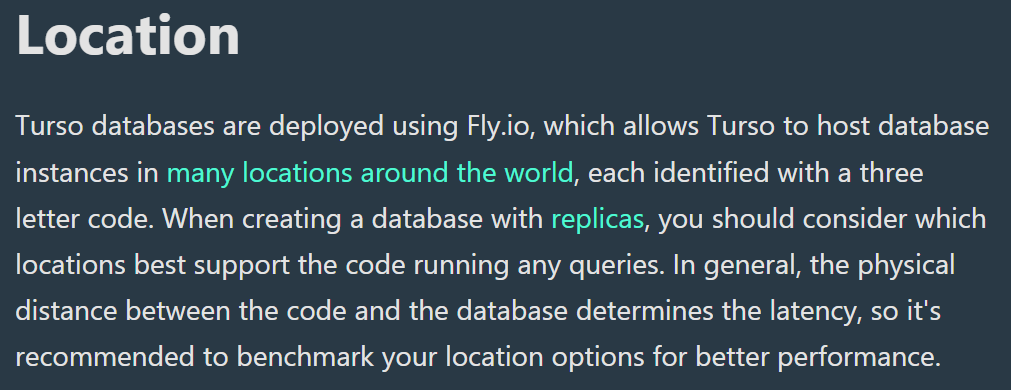 Location
Turso databases are deployed using Fly.io, which allows Turso to host database
instances in many locations around the world, each identified with a three
letter code. When creating a database with replicas, you should consider which
locations best support the code running any queries. In general, the physical
distance between the code and the database determines the latency, so it's
recommended to benchmark your location options for better performance.